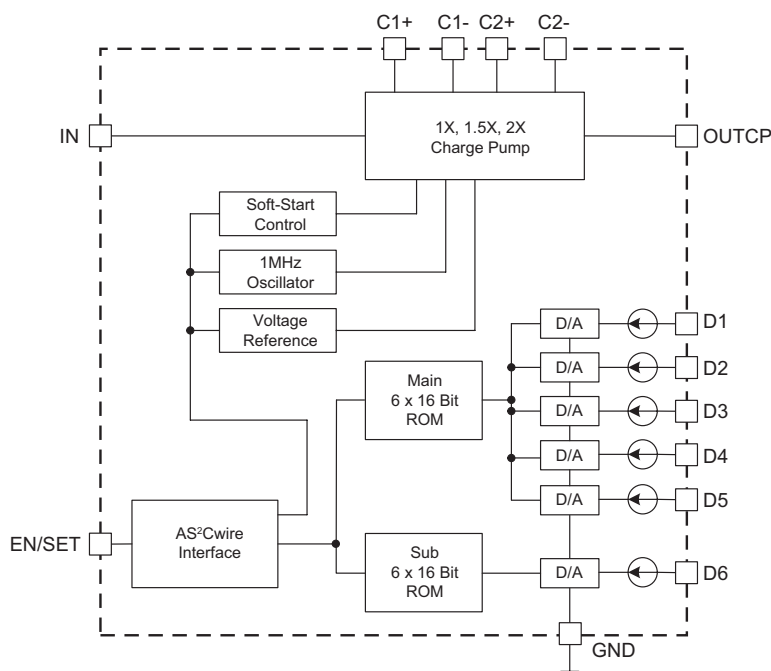 C1+ C1- C2+ C2-
IN
1X, 1.5X, 2X
Charge Pump
OUTCP
Soft-Start
Control
1MHz
Oscillator
Voltage
Reference
D/A
D1
D/A
D2
Main
6 x 16 Bit
ROM
D/A
D3
D/A
D4
D/A
D5
EN/SET
AS²Cwire
Interface
Sub
6 x 16 Bit
ROM
D/A
D6
GND